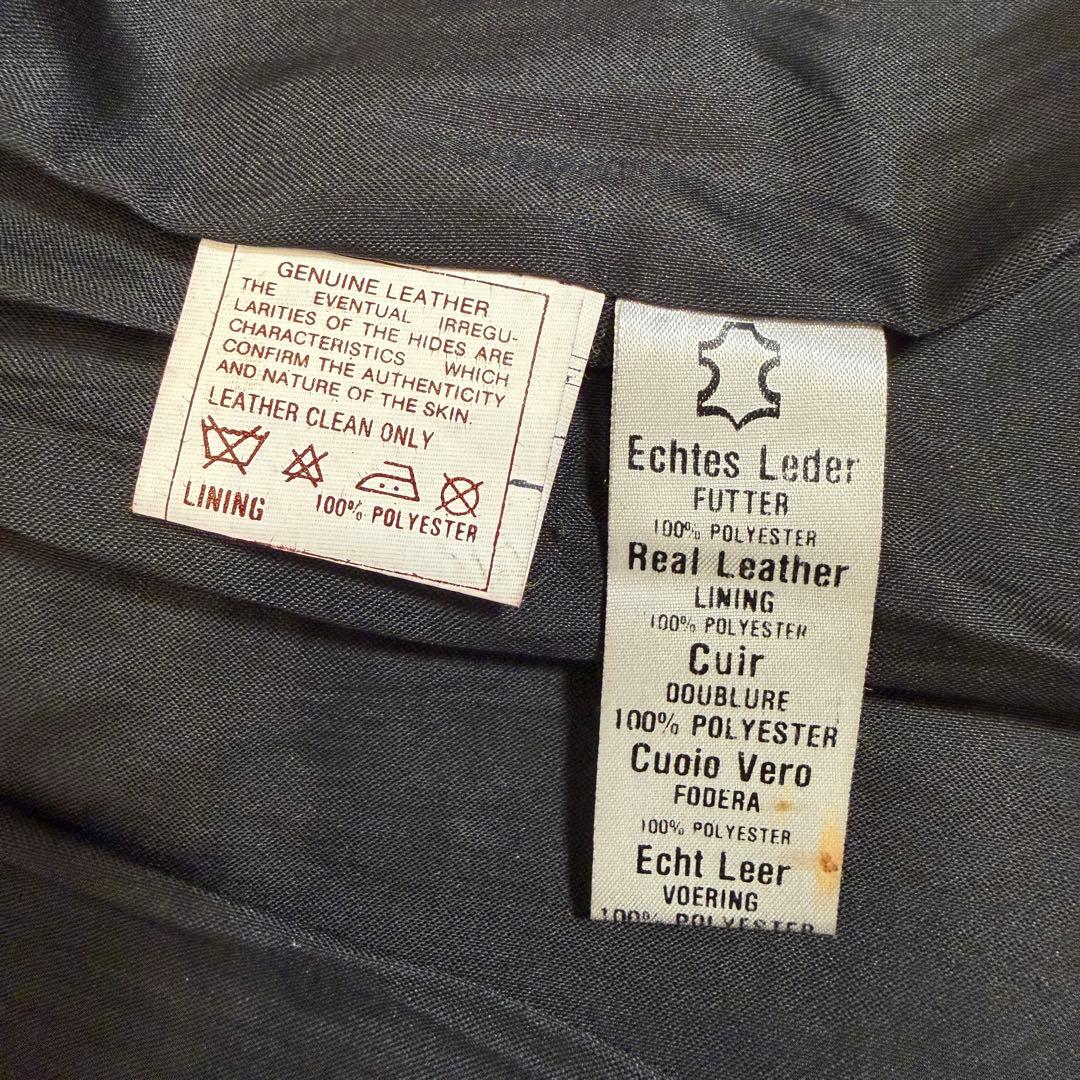 GENUINE LEATHER
THE EVENTUAL IRREGU-
LARITIES OF THE HIDES ARE
CHARACTERISTICS WHICH
CONFIRM THE AUTHENTICITY
AND NATURE OF THE SKIN.
LEATHER CLEAN ONLY
LINING 100% POLYESTER
Echtes Leder
FUTTER
100% POLYESTER
Real Leather
LINING
100% POLYESTER
Cuir
DOUBLURE
100% POLYESTER
Cuoio Vero
FODERA
100% POLYESTER
Echt Leer
VOERING
100% POLYESTER